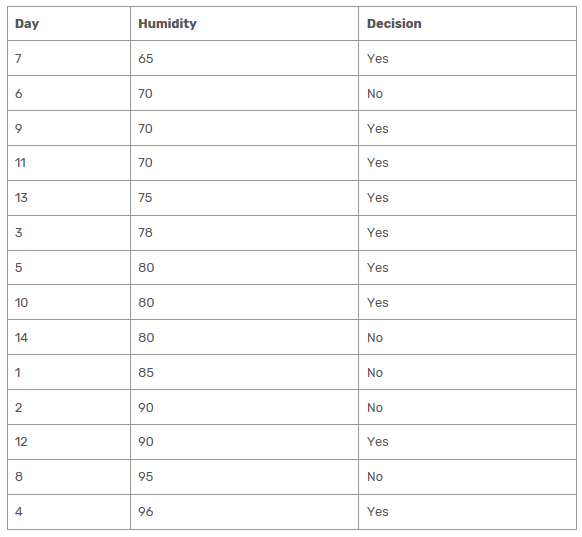 Day Humidity Decision
7 65 Yes
6 70 No
9 70 Yes
11 70 Yes
13 75 Yes
3 78 Yes
5 80 Yes
10 80 Yes
14 80 No
1 85 No
2 90 No
12 90 Yes
8 95 No
4 96 Yes